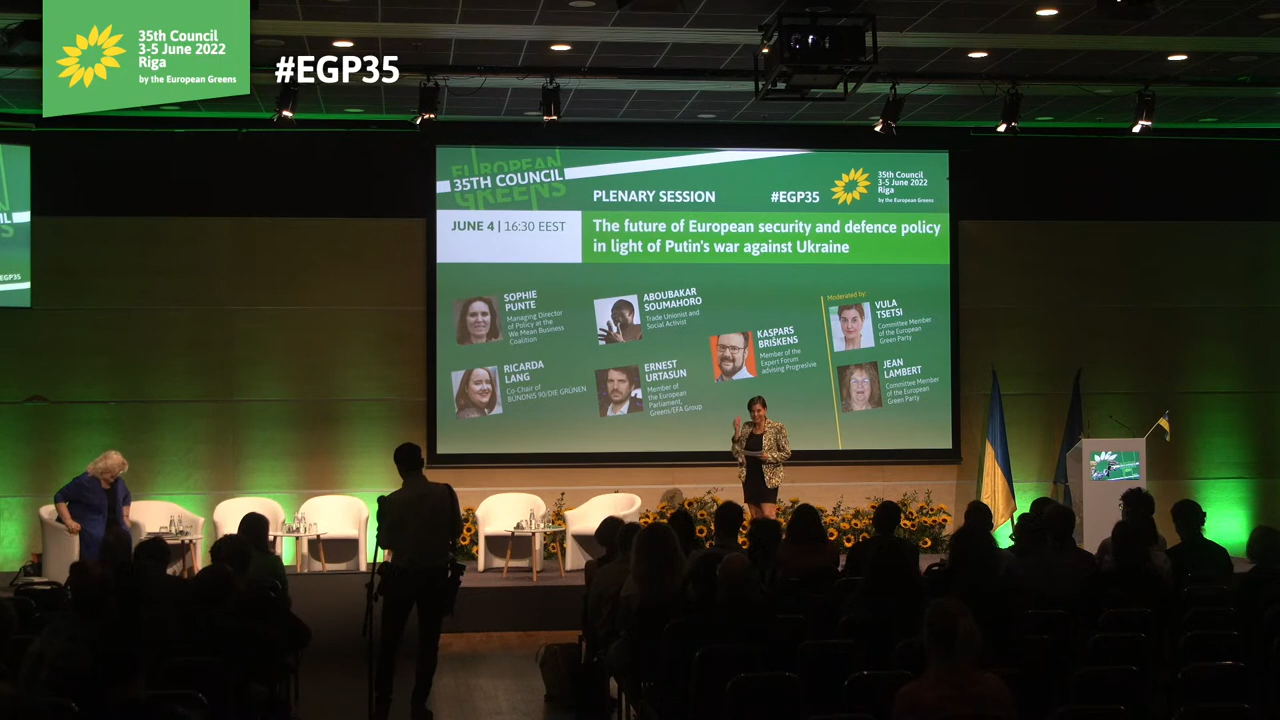 35th Council
3-5 June 2022
Riga
by the European Greens
#EGP35
EUROPEAN
35TH COUNCIL
GREENS
PLENARY SESSION
#EGP35
35th Council
3-5 June 2022
Riga
by the European Greens
JUNE 4 | 16:30 EEST
The future of European security and defence policy
in light of Putin's war against Ukraine
SOPHIE
PUNTE
Managing Director
of Policy at the
We Mean Business
Coalition
ABOUBAKAR
SOUMAHORO
Trade Unionist and
Social Activist
KASPARS
BRIŠKENS
Member of the
Expert Forum
advising Progresīvie
Moderated by:
VULA
TSETSI
Committee Member
of the European
Green Party
RICARDA
LANG
Co-Chair of
BÜNDNIS 90/DIE GRÜNEN
ERNEST
URTASUN
Member of
the European
Parliament,
Greens/EFA Group
JEAN
LAMBERT
Committee Member
of the European
Green Party
EGP35